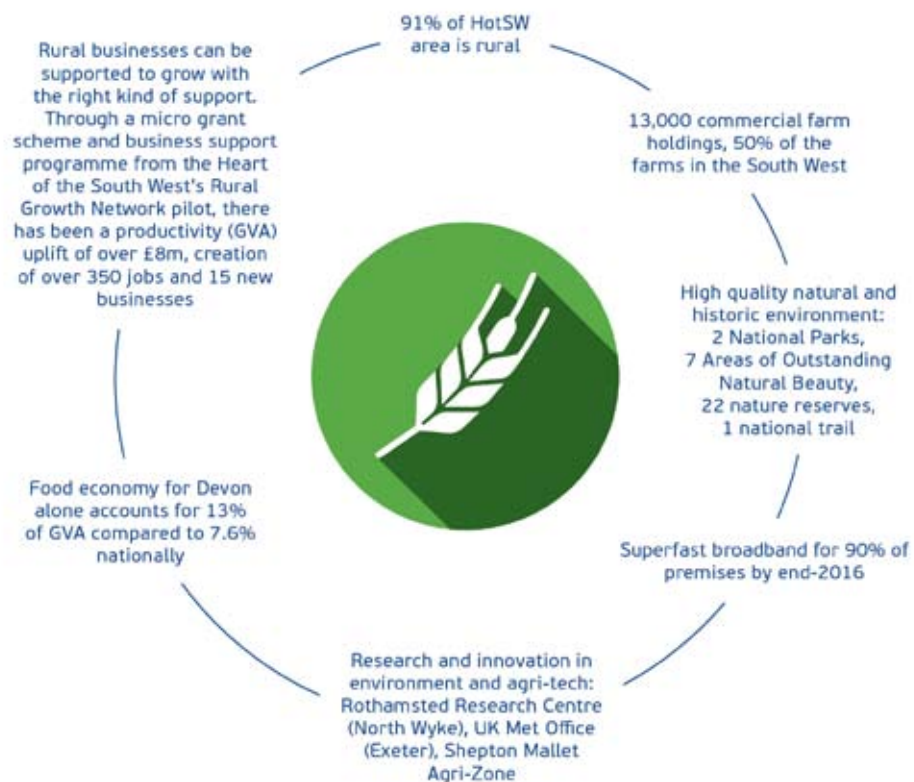 91% of HotSW
area is rural
13,000 commercial farm
holdings, 50% of the
farms in the South West
High quality natural and
historic environment:
2 National Parks,
7 Areas of Outstanding
Natural Beauty,
22 nature reserves,
1 national trail
Superfast broadband for 90% of
premises by end-2016
Research and innovation in
environment and agri-tech:
Rothamsted Research Centre
(North Wyke), UK Met Office
(Exeter), Shepton Mallet
Agri-Zone
Food economy for Devon
alone accounts for 13%
of GVA compared to 7.6%
nationally
Rural businesses can be
supported to grow with
the right kind of support.
Through a micro grant
scheme and business support
programme from the Heart
of the South West's Rural
Growth Network pilot, there
has been a productivity (GVA)
uplift of over £8m, creation
of over 350 jobs and 15 new
businesses